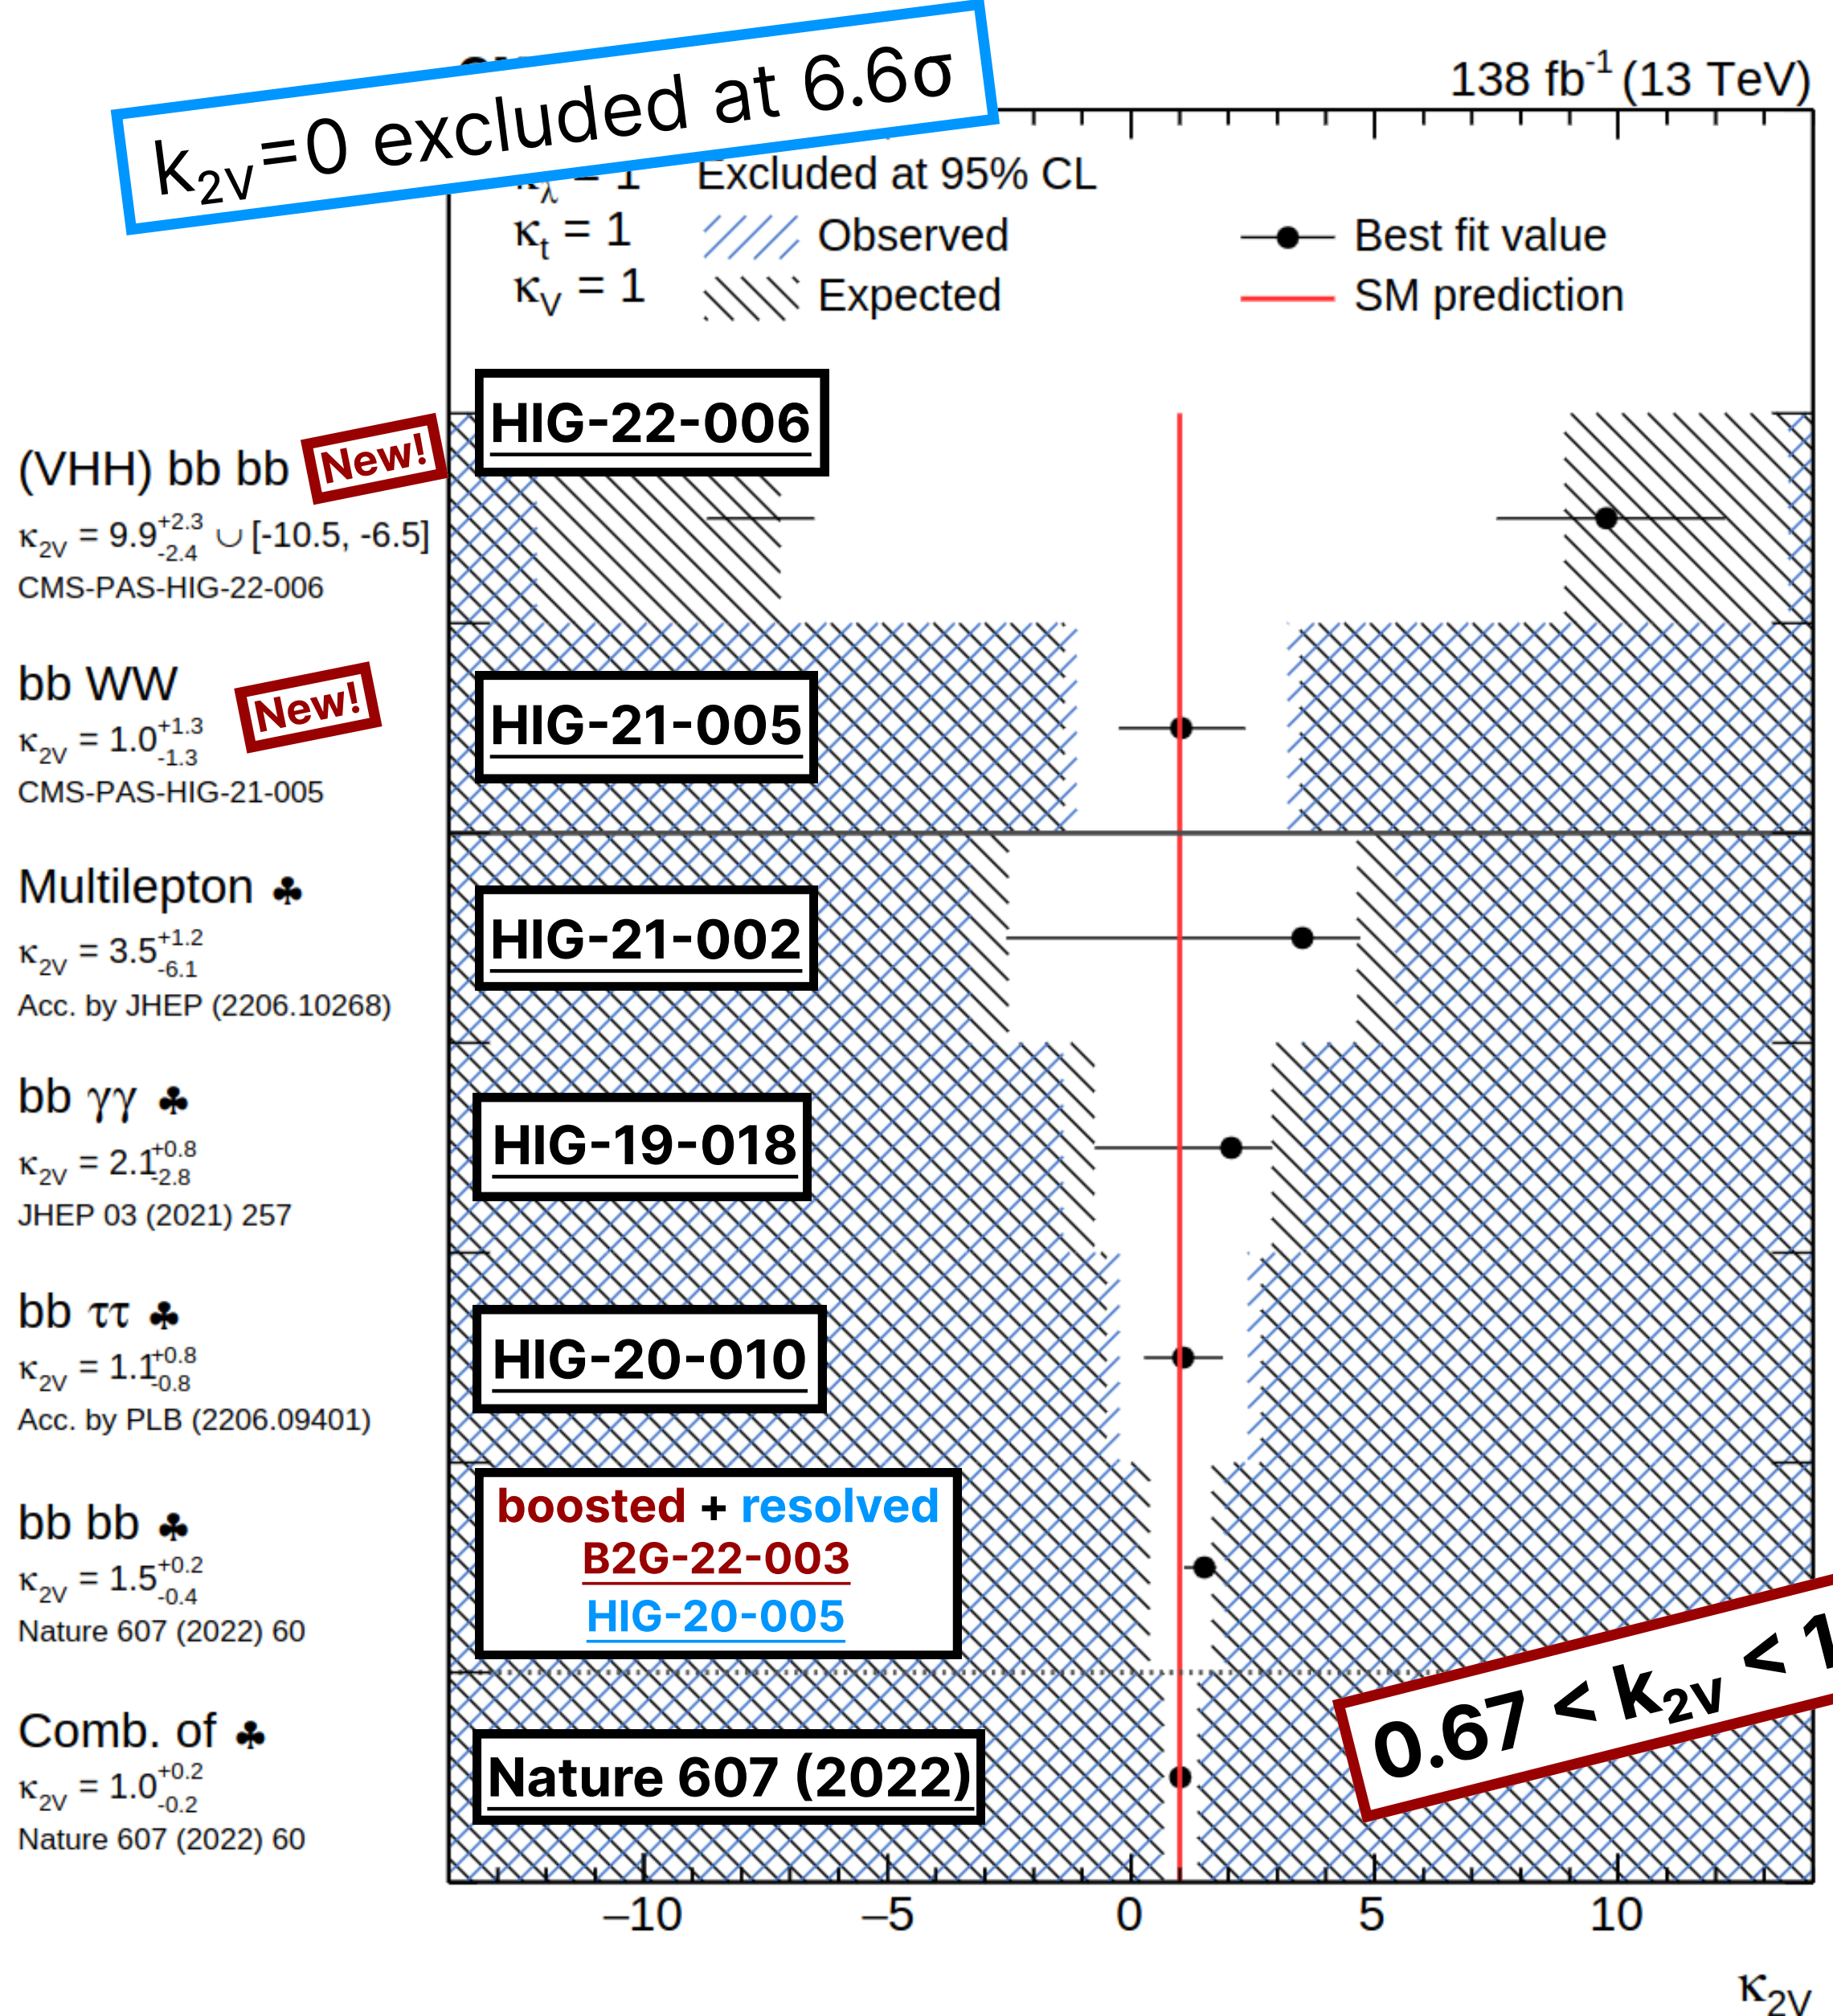 k2V=0 excluded at 6.6σ
138 fb-1 (13 TeV)
κλ = 1
κt = 1
κV = 1
Excluded at 95% CL
Observed
Expected
Best fit value
SM prediction
(VHH) bb bb New!
κ2V = 9.9 +2.3 -2.4 ∪ [-10.5, -6.5]
CMS-PAS-HIG-22-006
HIG-22-006
bb WW New!
κ2V = 1.0 +1.3 -1.3
CMS-PAS-HIG-21-005
HIG-21-005
Multilepton ♣
κ2V = 3.5 +1.2 -6.1
Acc. by JHEP (2206.10268)
HIG-21-002
bb γγ ♣
κ2V = 2.1 +0.8 -2.8
JHEP 03 (2021) 257
HIG-19-018
bb ττ ♣
κ2V = 1.1 +0.8 -0.8
Acc. by PLB (2206.09401)
HIG-20-010
bb bb ♣
κ2V = 1.5 +0.2 -0.4
Nature 607 (2022) 60
boosted + resolved
B2G-22-003
HIG-20-005
Comb. of ♣
κ2V = 1.0 +0.2 -0.2
Nature 607 (2022) 60
Nature 607 (2022)
0.67 < k2V < 1
–10 –5 0 5 10
κ2V